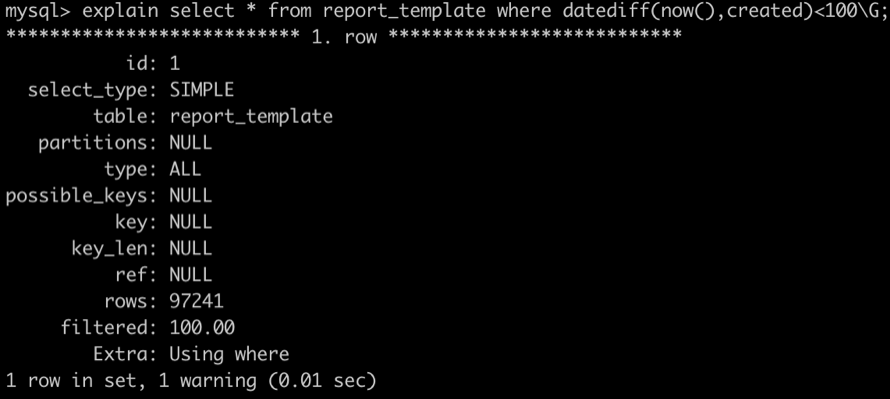 mysql> explain select * from report_template where datediff(now(),created)<100\G;
*************************** 1. row ***************************
id: 1
select_type: SIMPLE
table: report_template
partitions: NULL
type: ALL
possible_keys: NULL
key: NULL
key_len: NULL
ref: NULL
rows: 97241
filtered: 100.00
Extra: Using where
1 row in set, 1 warning (0.01 sec)